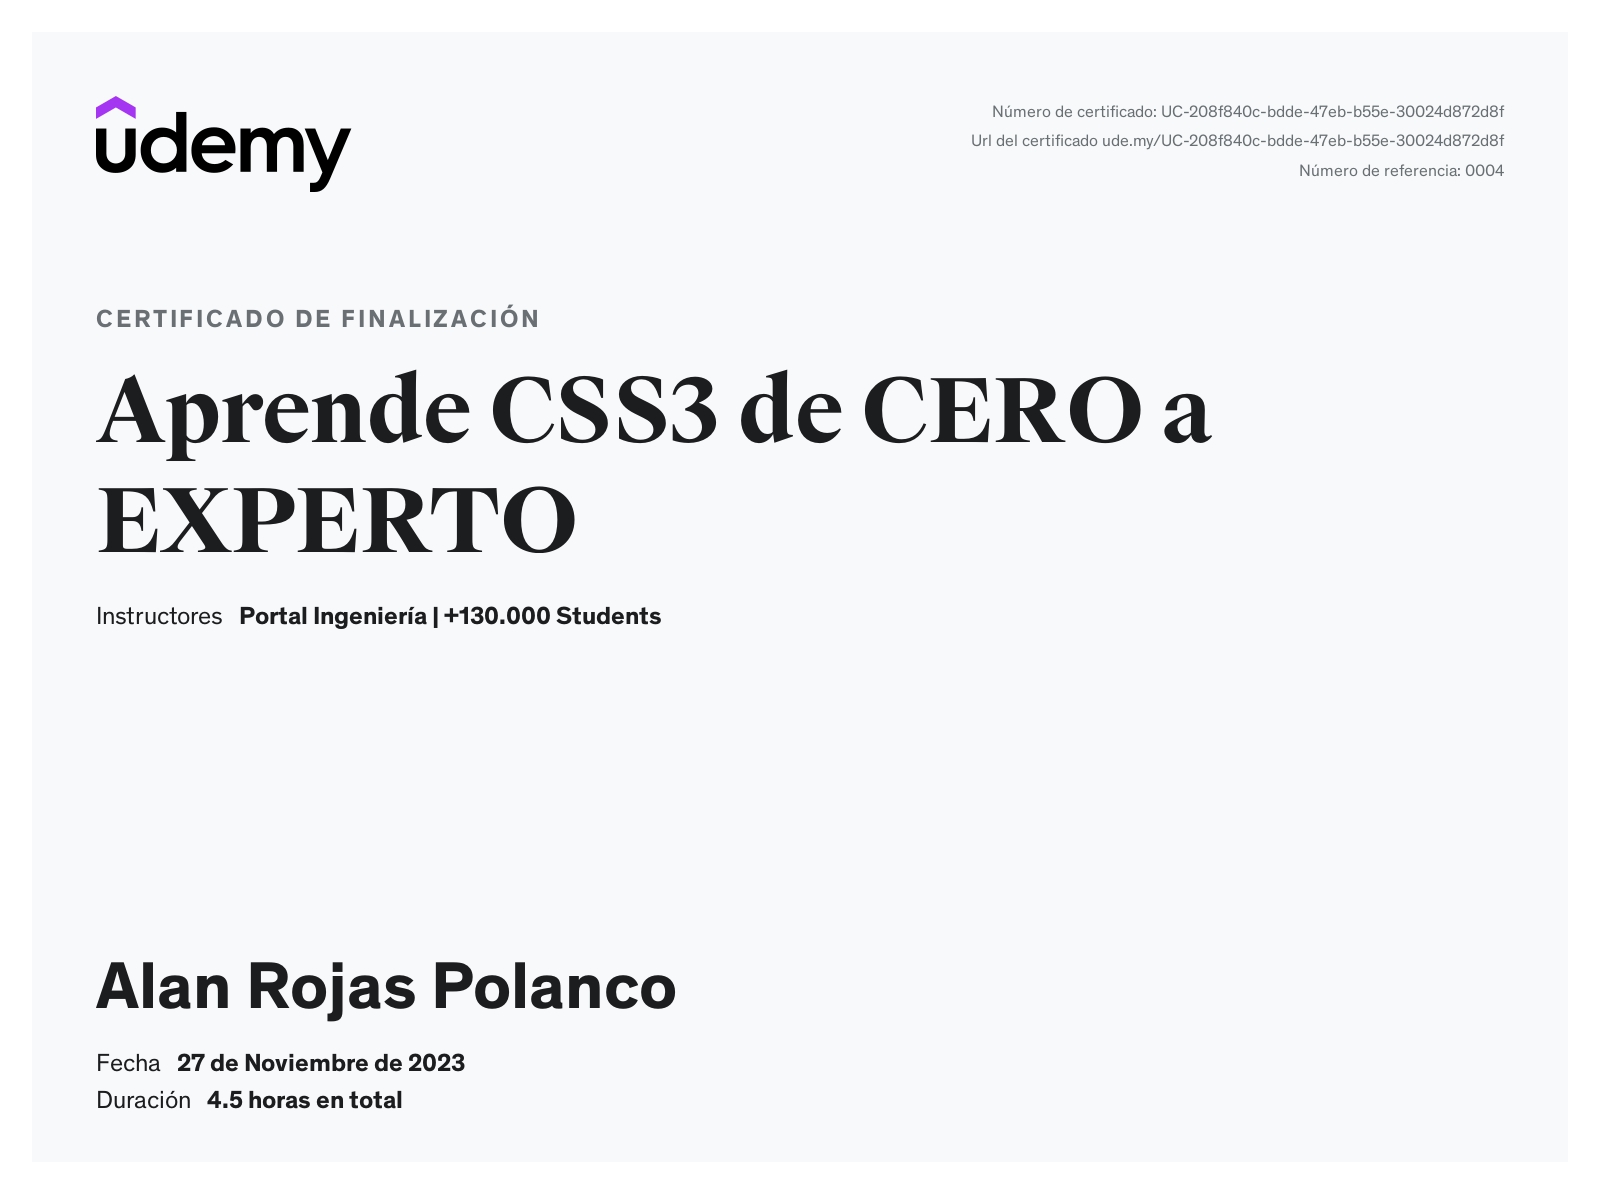 udemy
Número de certificado: UC-208f840c-bdde-47eb-b55e-30024d872d8f
Url del certificado ude.my/UC-208f840c-bdde-47eb-b55e-30024d872d8f
Número de referencia: 0004
CERTIFICADO DE FINALIZACIÓN
Aprende CSS3 de CERO a
EXPERTO
Instructores Portal Ingeniería | +130.000 Students
Alan Rojas Polanco
Fecha 27 de Noviembre de 2023
Duración 4.5 horas en total